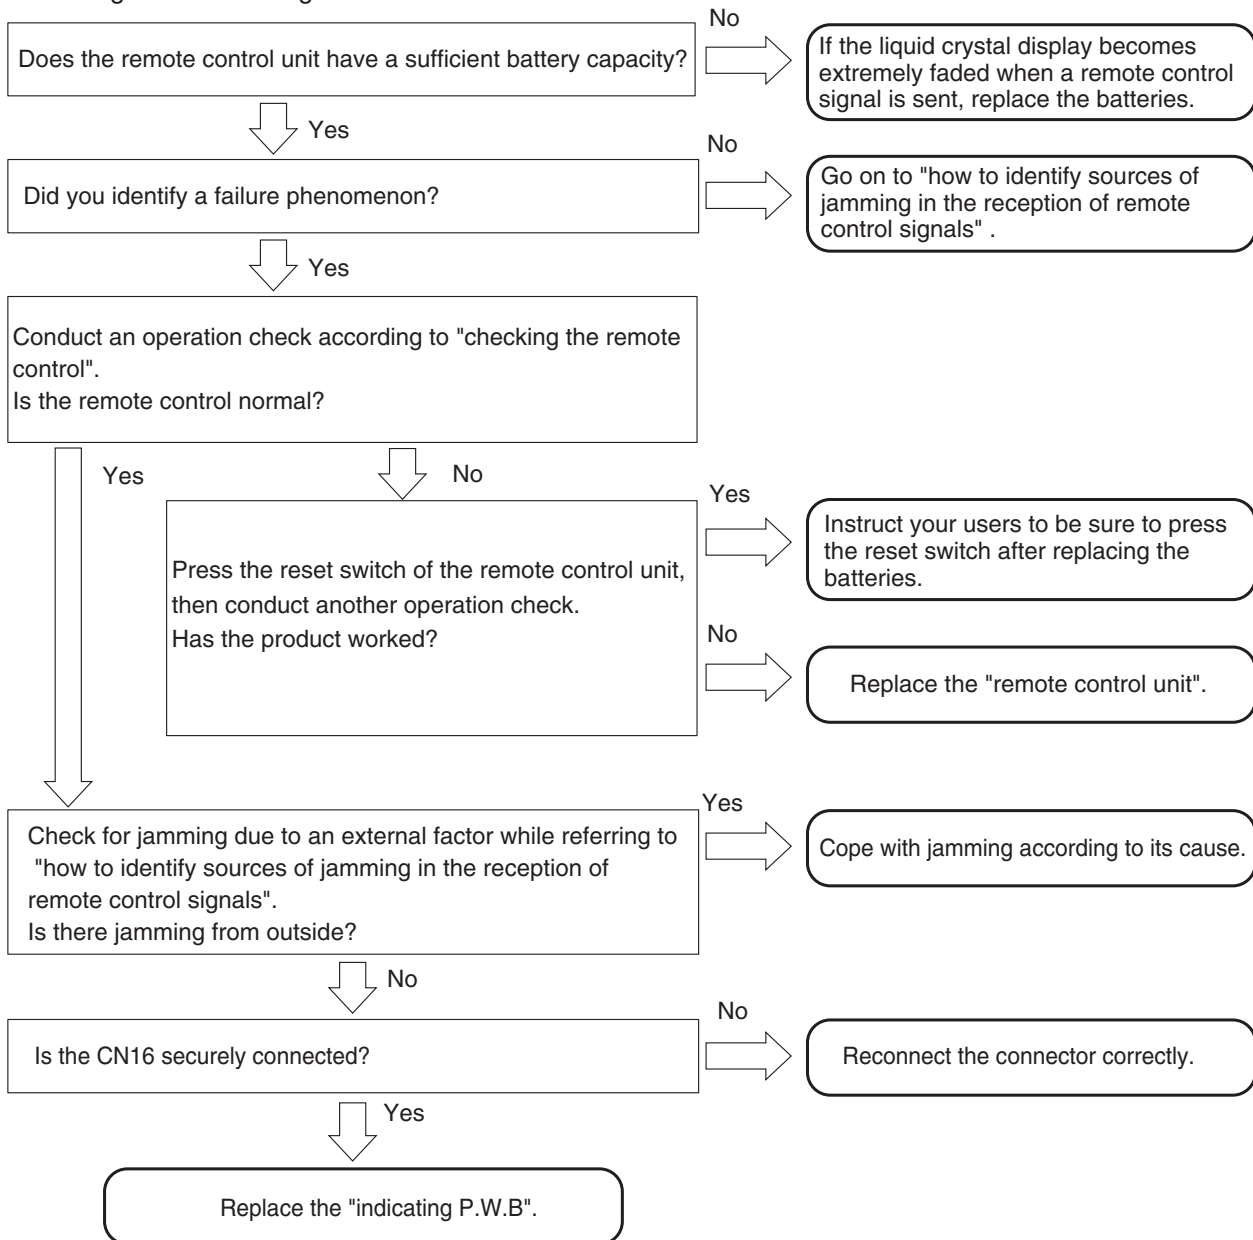 No
Does the remote control unit have a sufficient battery capacity?
If the liquid crystal display becomes
extremely faded when a remote control
signal is sent, replace the batteries.
Yes
No
Did you identify a failure phenomenon?
Go on to "how to identify sources of
jamming in the reception of remote
control signals" .
Yes
Conduct an operation check according to "checking the remote
control".
Is the remote control normal?
Yes
No
Press the reset switch of the remote control unit,
then conduct another operation check.
Has the product worked?
Yes
Instruct your users to be sure to press
the reset switch after replacing the
batteries.
No
Replace the "remote control unit".
Check for jamming due to an external factor while referring to
"how to identify sources of jamming in the reception of
remote control signals".
Is there jamming from outside?
Yes
Cope with jamming according to its cause.
No
Is the CN16 securely connected?
No
Reconnect the connector correctly.
Yes
Replace the "indicating P.W.B".